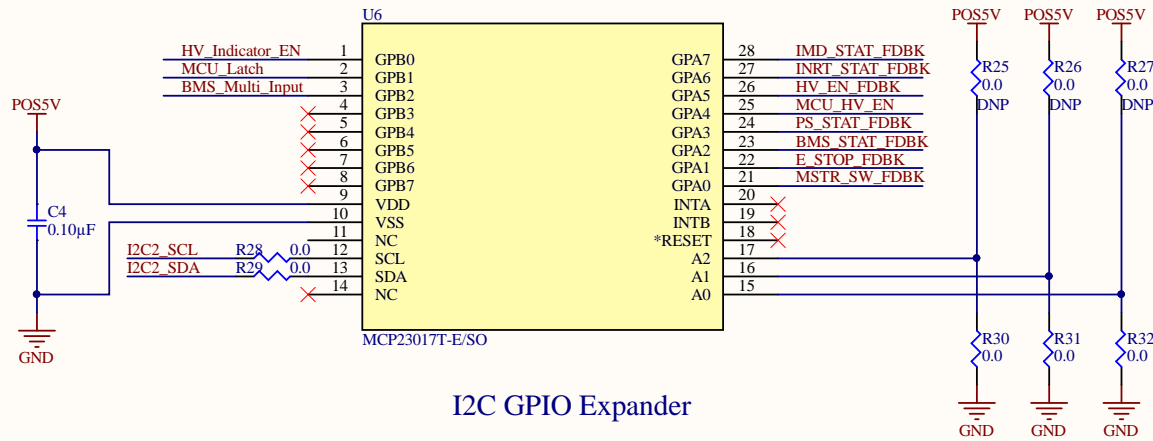 U6
POS5V POS5V POS5V
HV_Indicator_EN 1 GPB0 GPA7 28 IMD_STAT_FDBK
MCU_Latch 2 GPB1 GPA6 27 INRT_STAT_FDBK
BMS_Multi_Input 3 GPB2 GPA5 26 HV_EN_FDBK
R25 R26 R27
0.0 0.0 0.0
DNP DNP DNP
4 GPB3 GPA4 25 MCU_HV_EN
POS5V
5 GPB4 GPA3 24 PS_STAT_FDBK
6 GPB5 GPA2 23 BMS_STAT_FDBK
7 GPB6 GPA1 22 E_STOP_FDBK
8 GPB7 GPA0 21 MSTR_SW_FDBK
9 VDD INTA 20
C4
0.10µF
10 VSS INTB 19
11 NC *RESET 18
I2C2_SCL R28 0.0 12 SCL A2 17
I2C2_SDA R29 0.0 13 SDA A1 16
14 NC A0 15
GND
MCP23017T-E/SO
R30 R31 R32
0.0 0.0 0.0
I2C GPIO Expander
GND GND GND